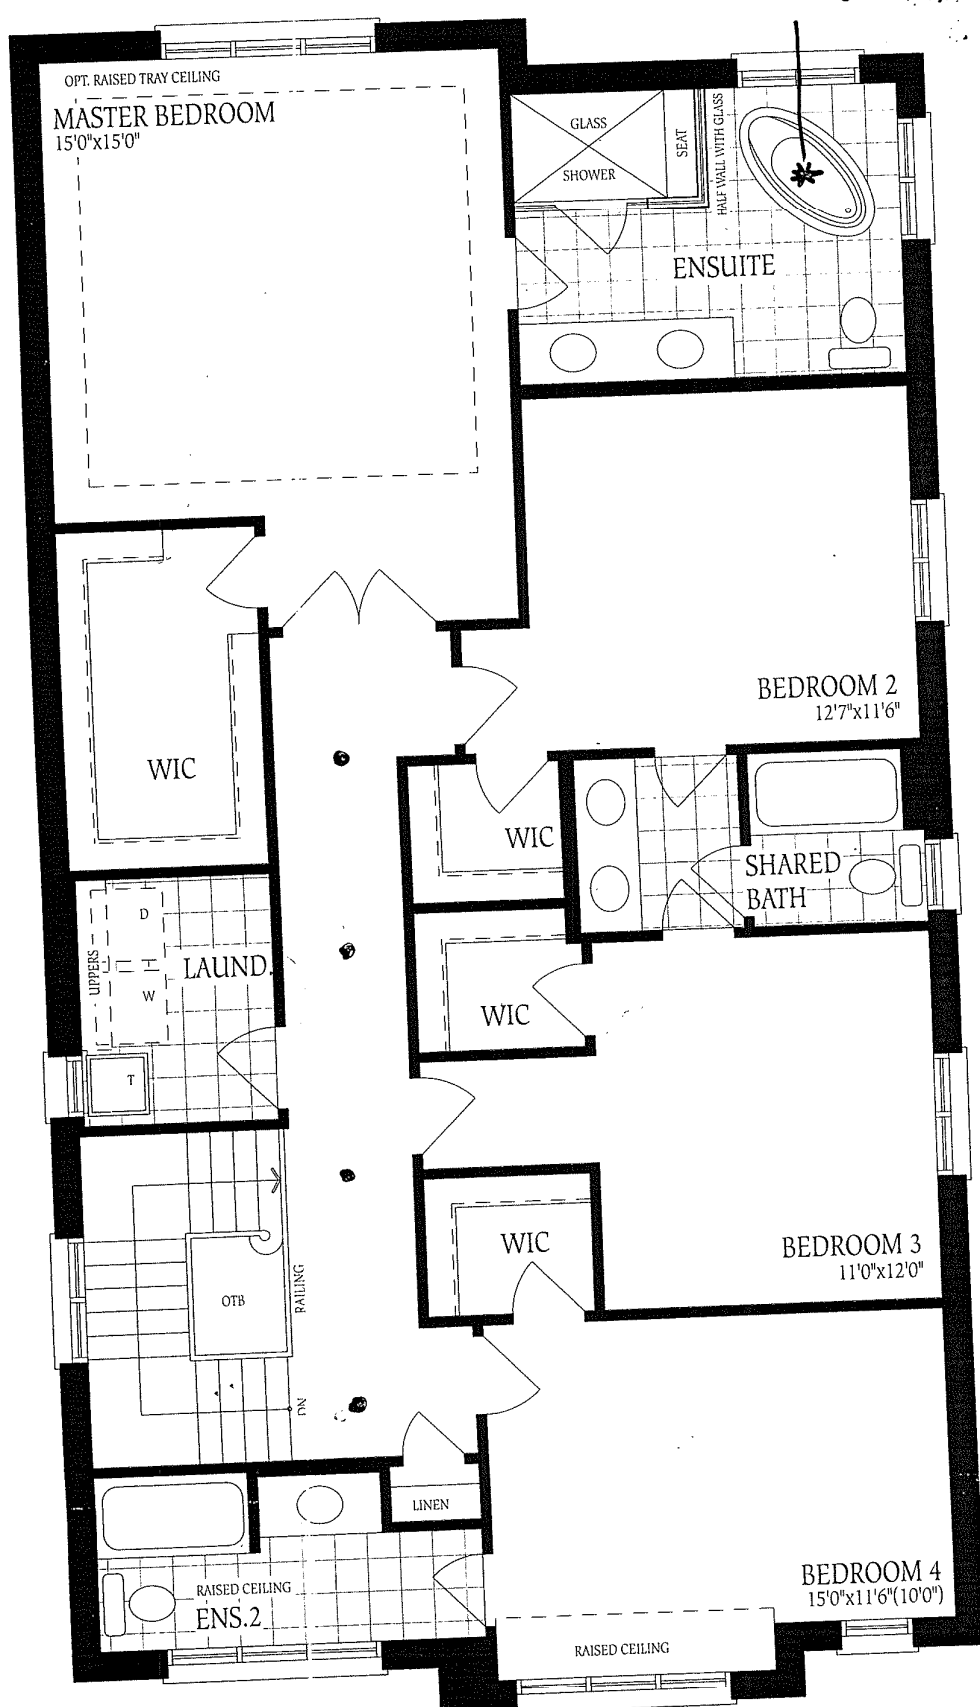 OPT. RAISED TRAY CEILING
MASTER BEDROOM
15'0"x15'0"
GLASS
SHOWER
SEAT
HALF WALL WITH GLASS
ENSUITE
BEDROOM 2
12'7"x11'6"
WIC
WIC
SHARED
BATH
UPPERS
D
W
LAUND.
T
WIC
WIC
BEDROOM 3
11'0"x12'0"
OTB
RAILING
DN
LINEN
RAISED CEILING
ENS.2
BEDROOM 4
15'0"x11'6"(10'0")
RAISED CEILING